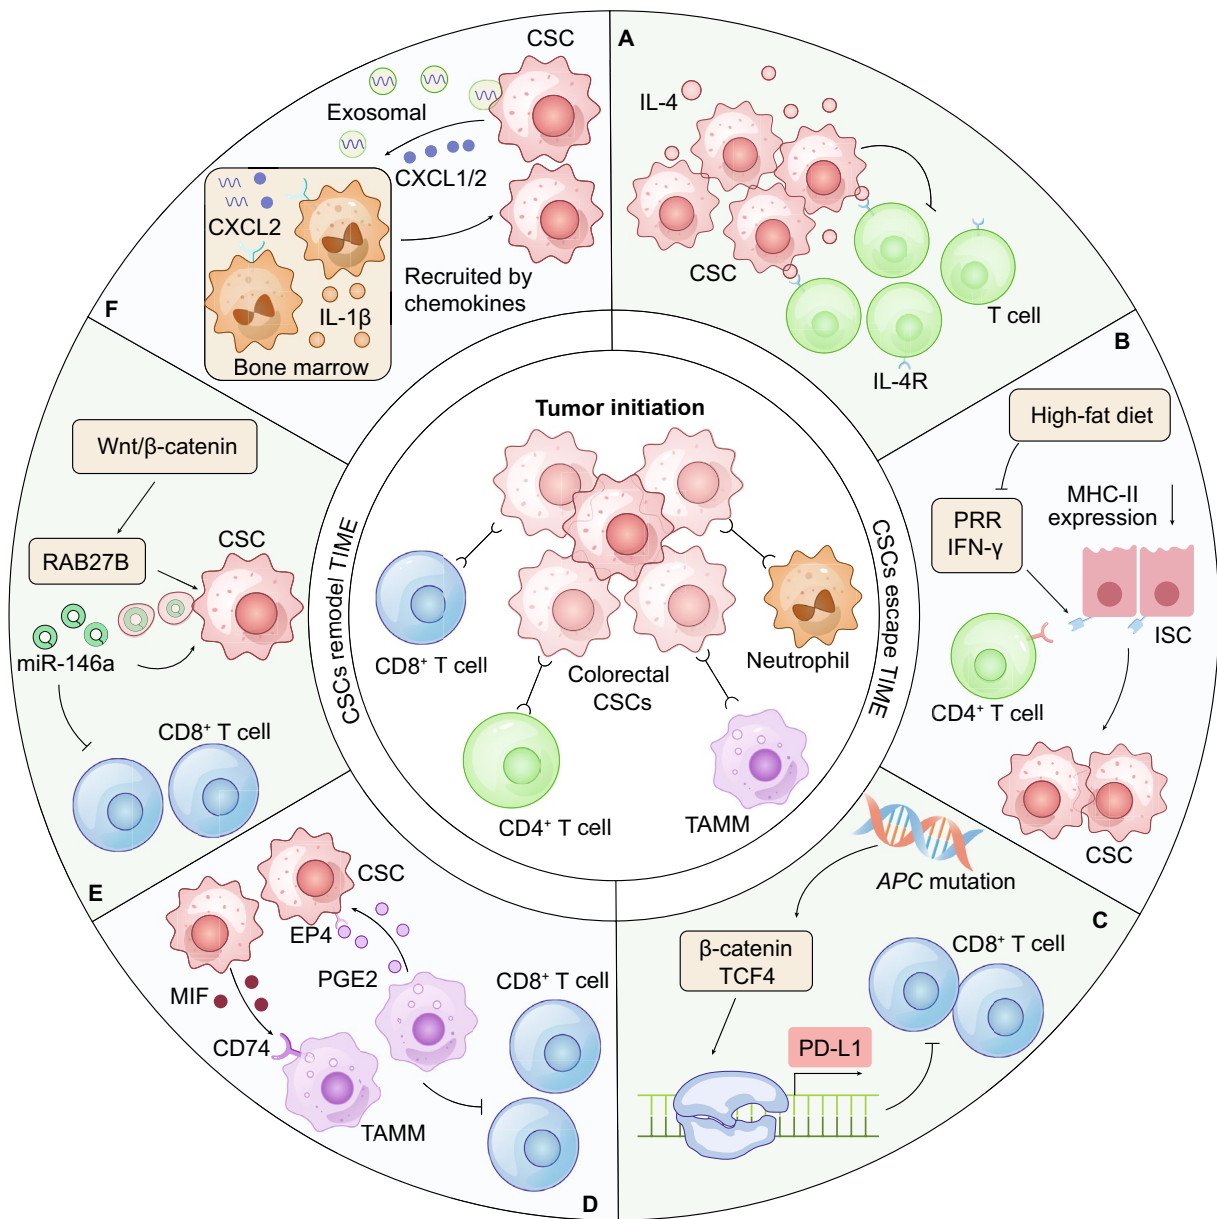 A
IL-4
CSC
T cell
IL-4R
B
High-fat diet
PRR
IFN-γ
MHC-II
expression
ISC
CD4⁺ T cell
CSC
C
APC mutation
β-catenin
TCF4
CD8⁺ T cell
PD-L1
D
CSC
EP4
PGE2
MIF
CD74
TAMM
CD8⁺ T cell
E
Wnt/β-catenin
RAB27B
CSC
miR-146a
CD8⁺ T cell
F
CSC
Exosomal
CXCL1/2
CXCL2
IL-1β
Bone marrow
Recruited by
chemokines
CSCs remodel TIME
CSCs escape TIME
Tumor initiation
CD8⁺ T cell
Neutrophil
Colorectal
CSCs
CD4⁺ T cell
TAMM